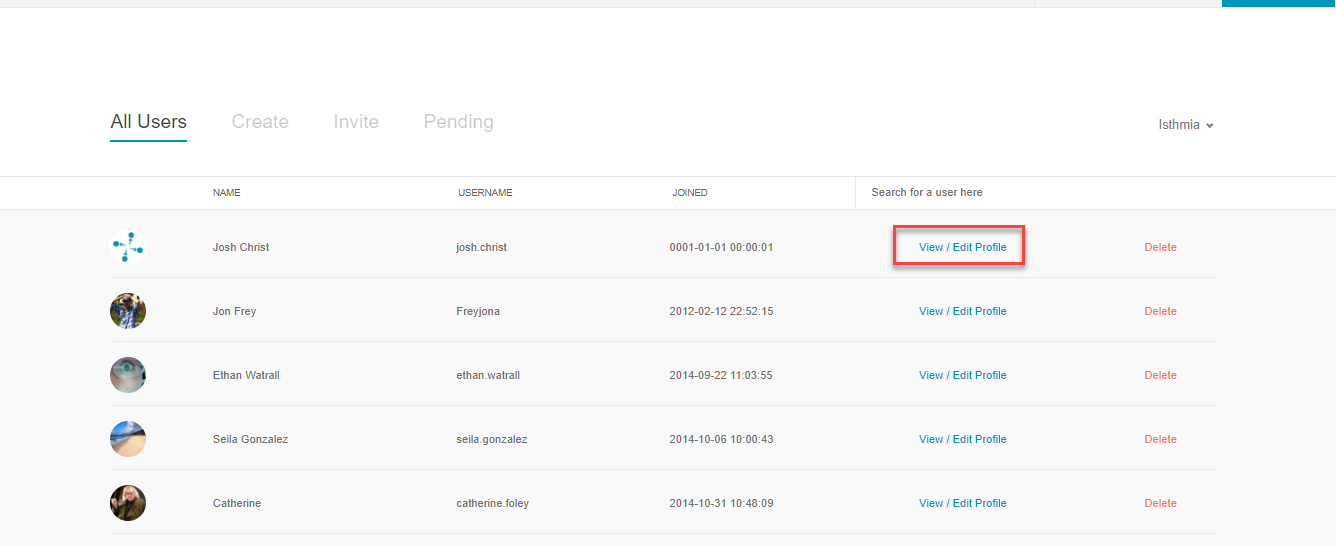 All Users Create Invite Pending
Isthmia
NAME USERNAME JOINED Search for a user here
Josh Christ josh.christ 0001-01-01 00:00:01 View / Edit Profile Delete
Jon Frey Freyjona 2012-02-12 22:52:15 View / Edit Profile Delete
Ethan Watrall ethan.watrall 2014-09-22 11:03:55 View / Edit Profile Delete
Seila Gonzalez seila.gonzalez 2014-10-06 10:00:43 View / Edit Profile Delete
Catherine catherine.foley 2014-10-31 10:48:09 View / Edit Profile Delete